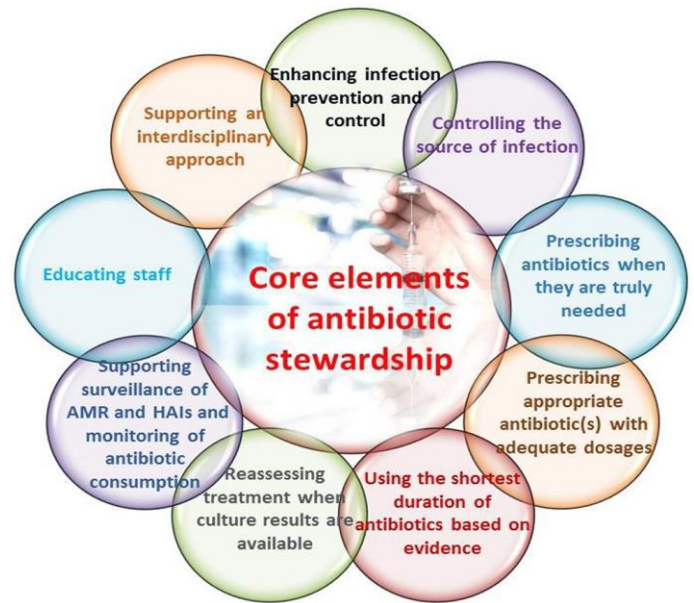 Core elements
of antibiotic
stewardship
Enhancing infection
prevention and
control
Controlling the
source of infection
Prescribing
antibiotics when
they are truly
needed
Prescribing
appropriate
antibiotic(s) with
adequate dosages
Using the shortest
duration of
antibiotics based on
evidence
Reassessing
treatment when
culture results are
available
Supporting
surveillance of
AMR and HAIs and
monitoring of
antibiotic
consumption
Educating staff
Supporting an
interdisciplinary
approach